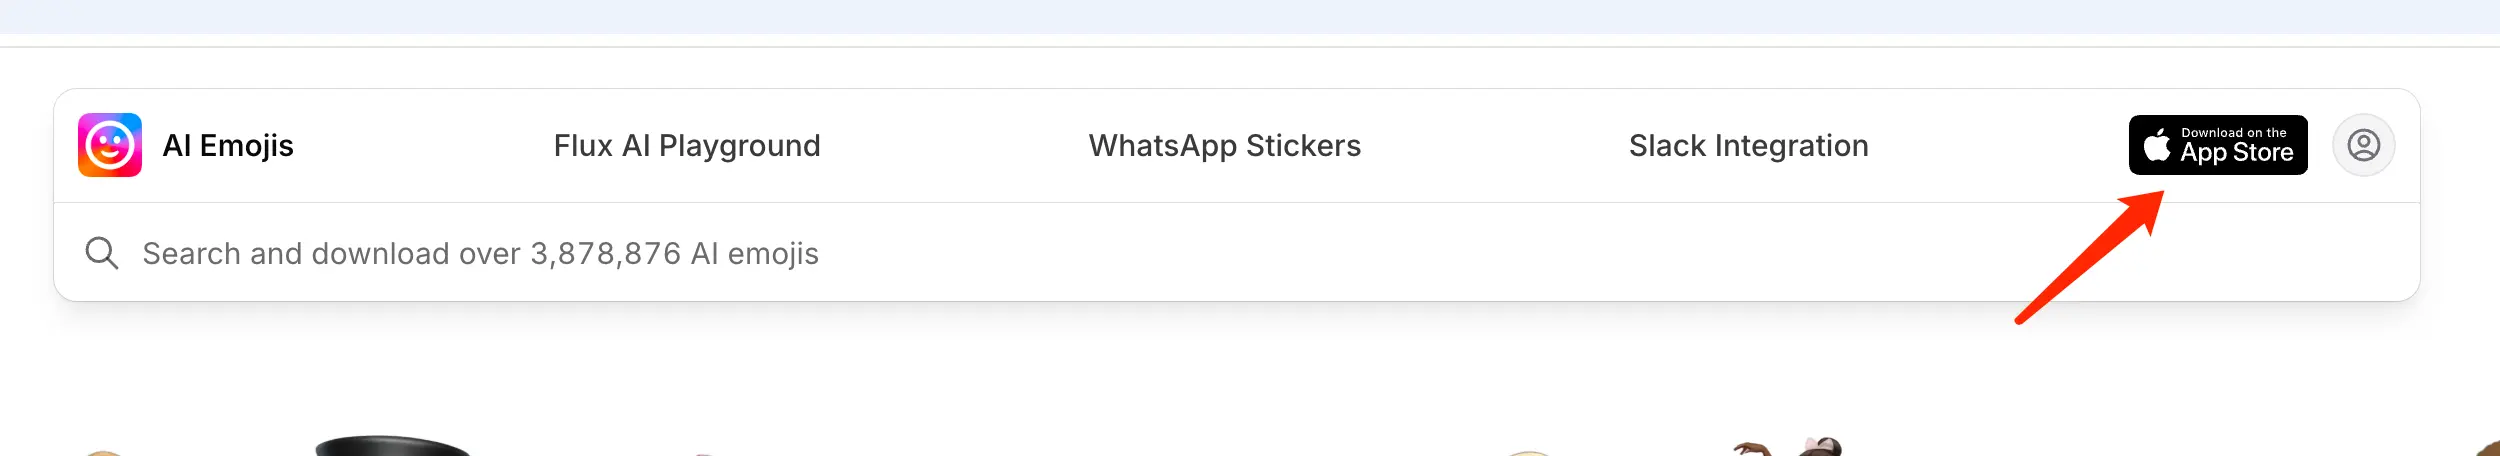 AI Emojis
Flux AI Playground
WhatsApp Stickers
Slack Integration
Download on the
App Store
Search and download over 3,878,876 AI emojis